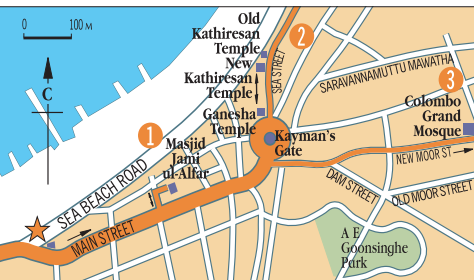 0 100 M
C
Old
Kathiresan
Temple
New
Kathiresan
Temple
Ganesha
Temple
SEA STREET
2
SARAVANNAMUTTU MAWATHA
3
Colombo
Grand
Mosque
Kayman's
Gate
NEW MOOR ST
1
Masjid
Jami
ul-Alfar
SEA BEACH ROAD
MAIN STREET
DAM STREET
OLD MOOR STREET
A E
Goonsinghe
Park